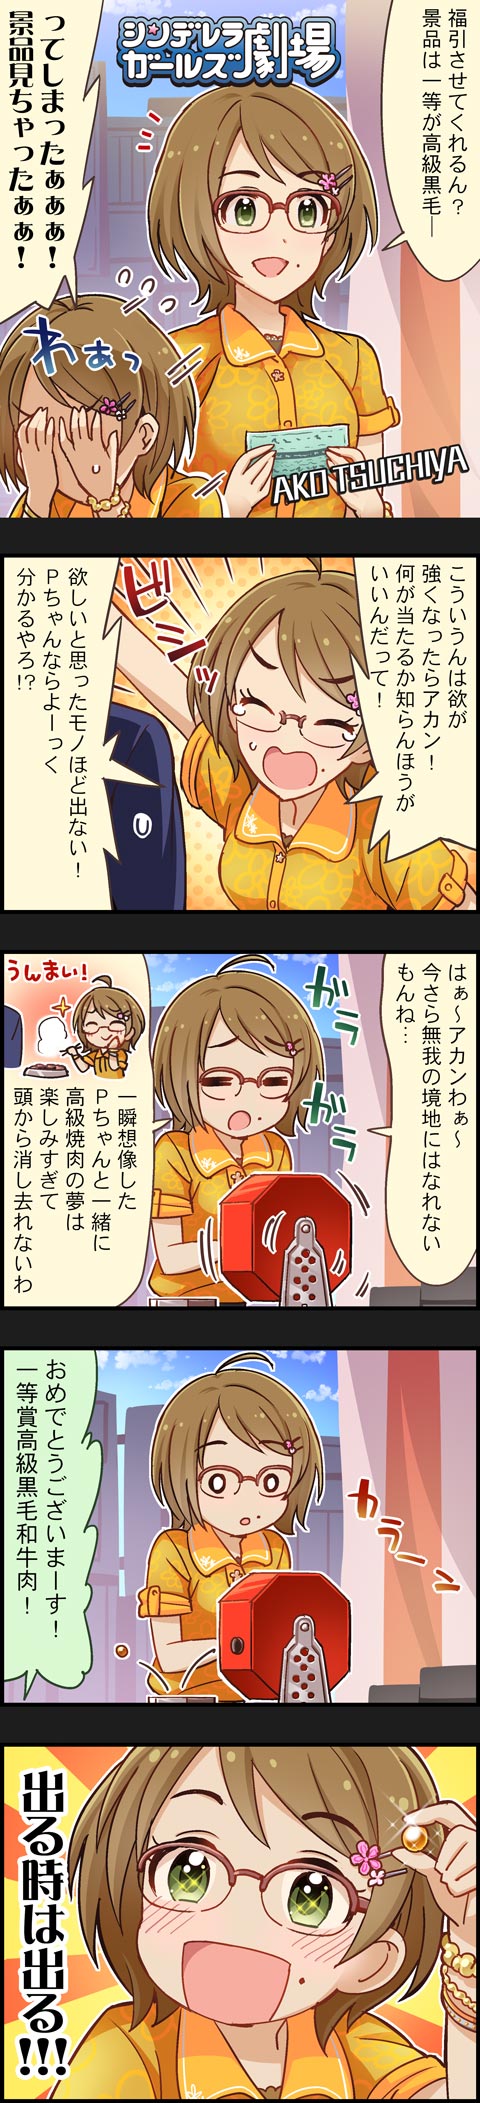 シンデレラ
ガールズ劇場
福引させてくれるん？
景品は一等が高級黒毛―
ってしまったぁぁぁ！
景品見ちゃったぁぁ！
わぁっ
AKO TSUCHIYA
こういうんは欲が
強くなったらアカン！
何が当たるか知らんほうが
いいんだって！
ビシッ
欲しいと思ったモノほど出ない！
Ｐちゃんならよーっく
分かるやろ!?
はぁ～アカンわぁ～
今さら無我の境地にはなれない
もんね…
ガラ
ガラ
うんまい！
一瞬想像した
Ｐちゃんと一緒に
高級焼肉の夢は
楽しみすぎて
頭から消し去れないわ
カラーン
おめでとうございまーす！
一等賞高級黒毛和牛肉！
出る時は出る!!!